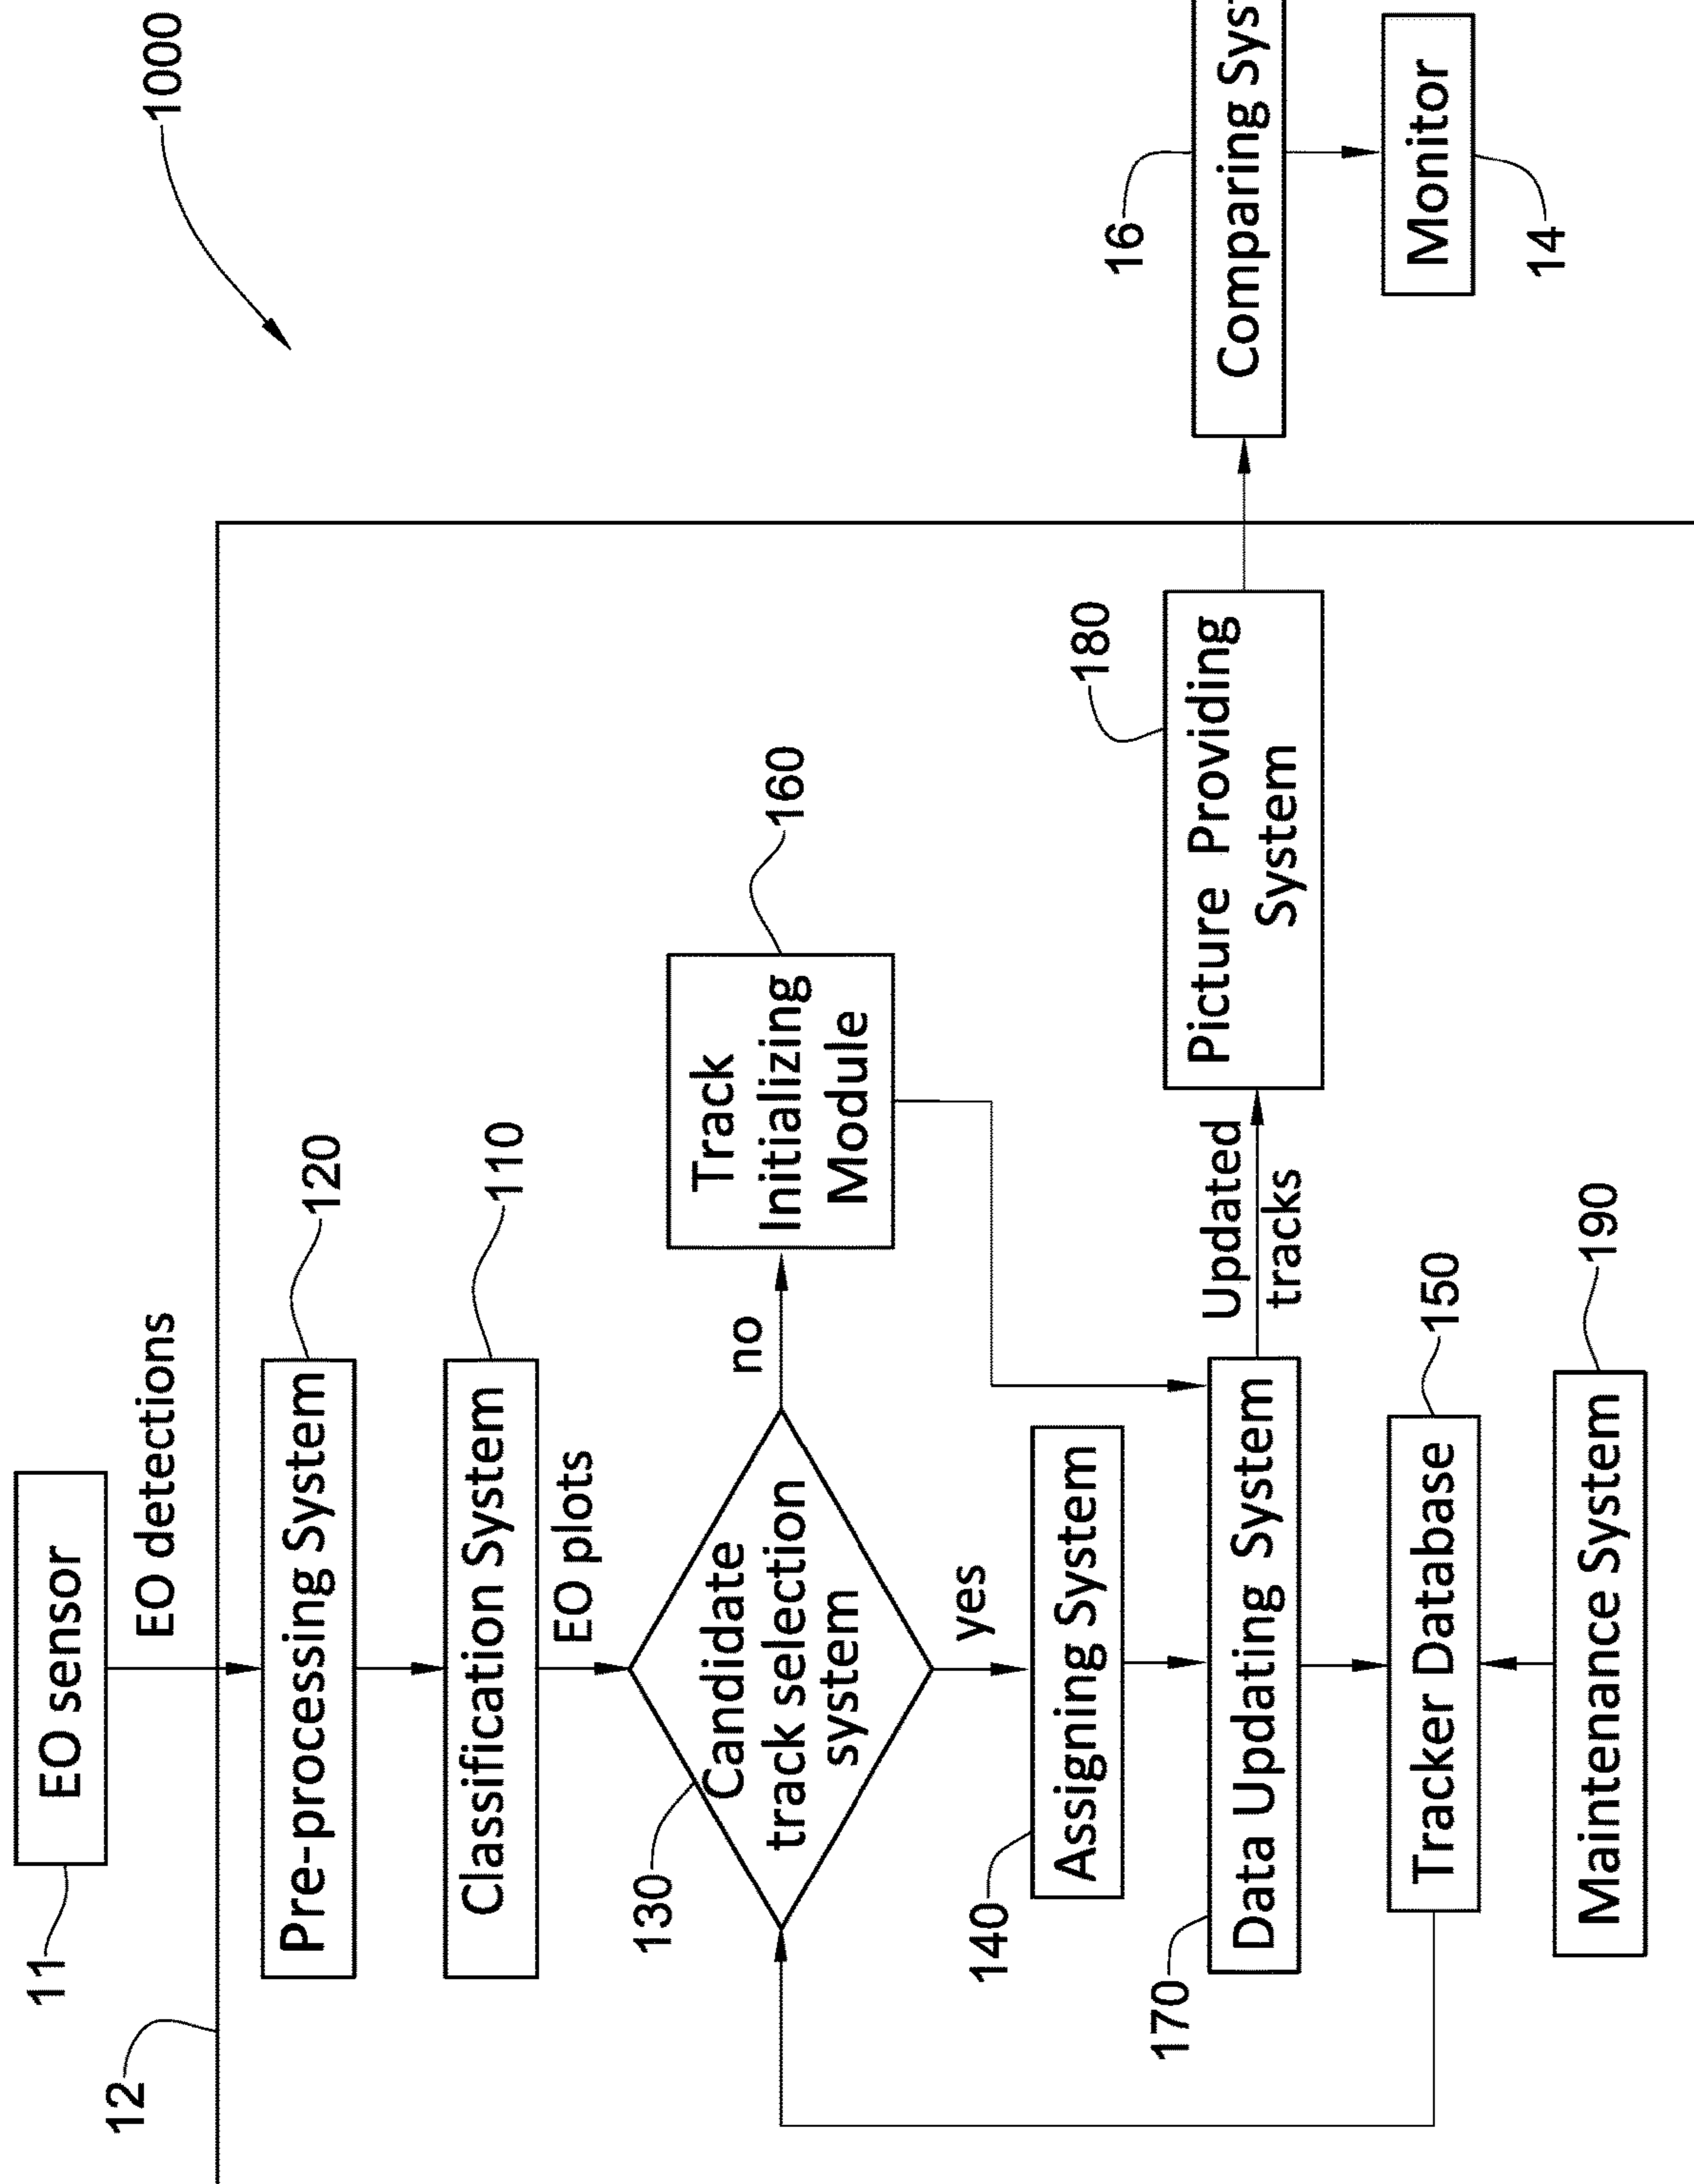 1000
11
EO sensor
EO detections
12
Pre-processing System
120
Classification System
110
EO plots
130
Candidate
track selection
system
no
Track
Initializing
Module
160
yes
140
Assigning System
170
Data Updating System
Updated
tracks
180
Picture Providing
System
16
Comparing Syst
Monitor
14
Tracker Database
150
Maintenance System
190